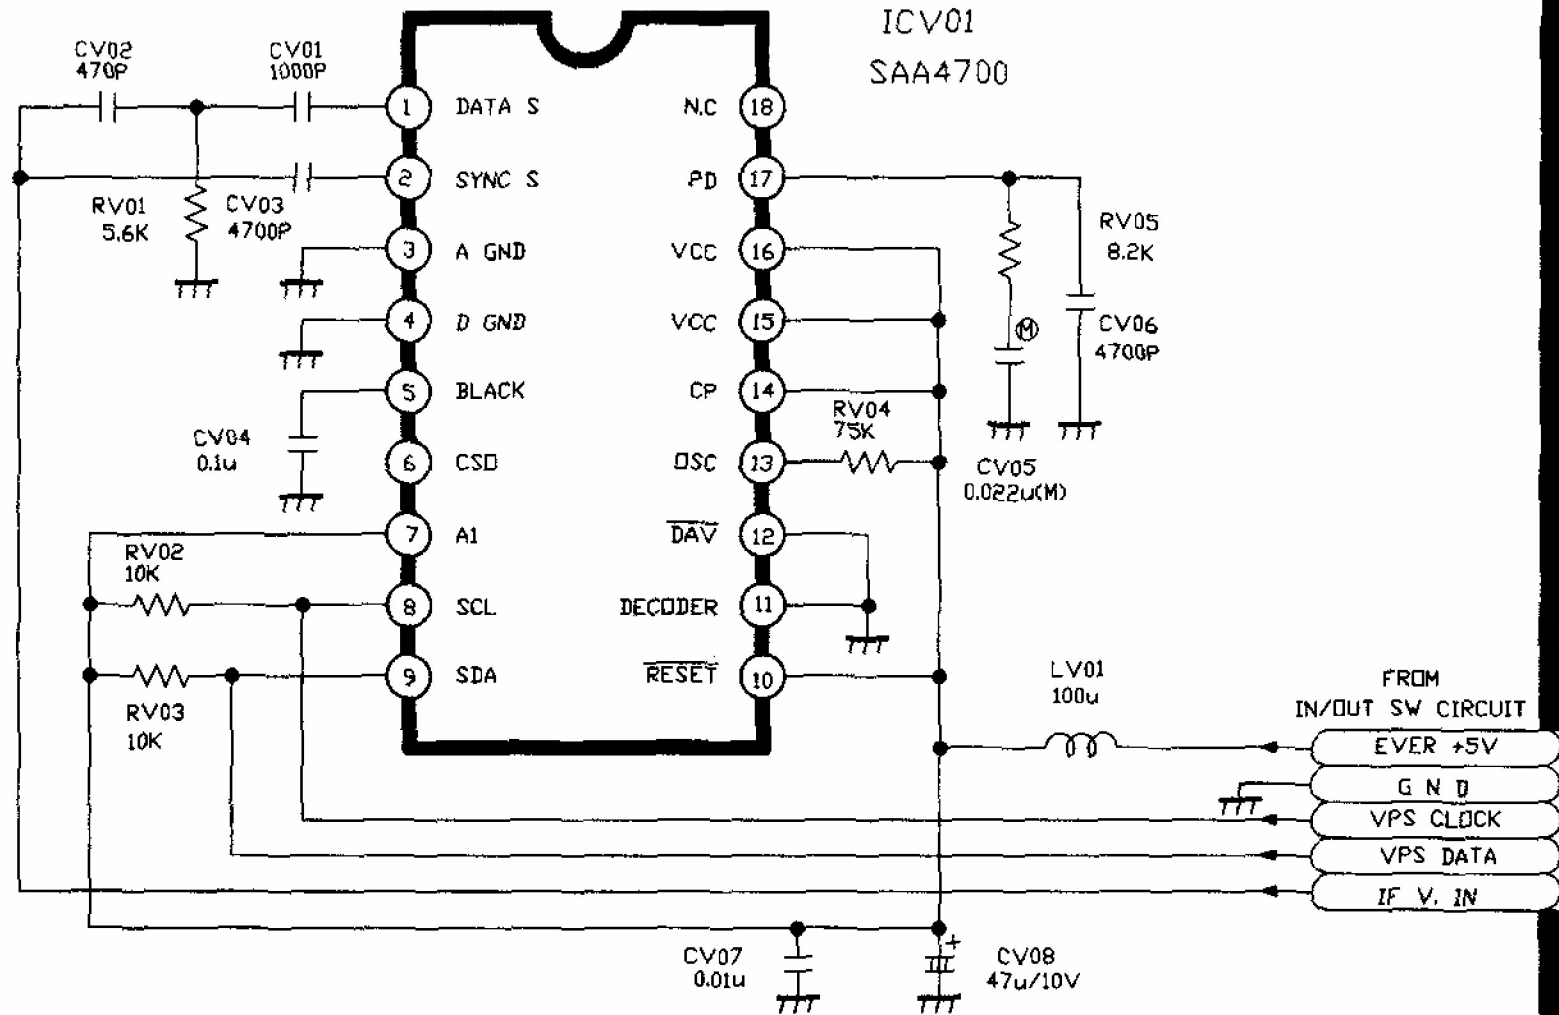 ICV01
SAA4700
CV02
470P
CV01
1000P
1 DATA S
N.C 18
2 SYNC S
PD 17
RV01
5.6K
CV03
4700P
RV05
8.2K
3 A GND
VCC 16
4 D GND
VCC 15
M
CV06
4700P
5 BLACK
CP 14
RV04
75K
CV04
0.1u
6 CSO
OSC 13
CV05
0.022u(M)
7 A1
DAV 12
RV02
10K
8 SCL
DECODER 11
9 SDA
RESET 10
RV03
10K
LV01
100u
FROM
IN/OUT SW CIRCUIT
EVER +5V
G N D
VPS CLOCK
VPS DATA
IF V. IN
CV07
0.01u
+
CV08
47u/10V